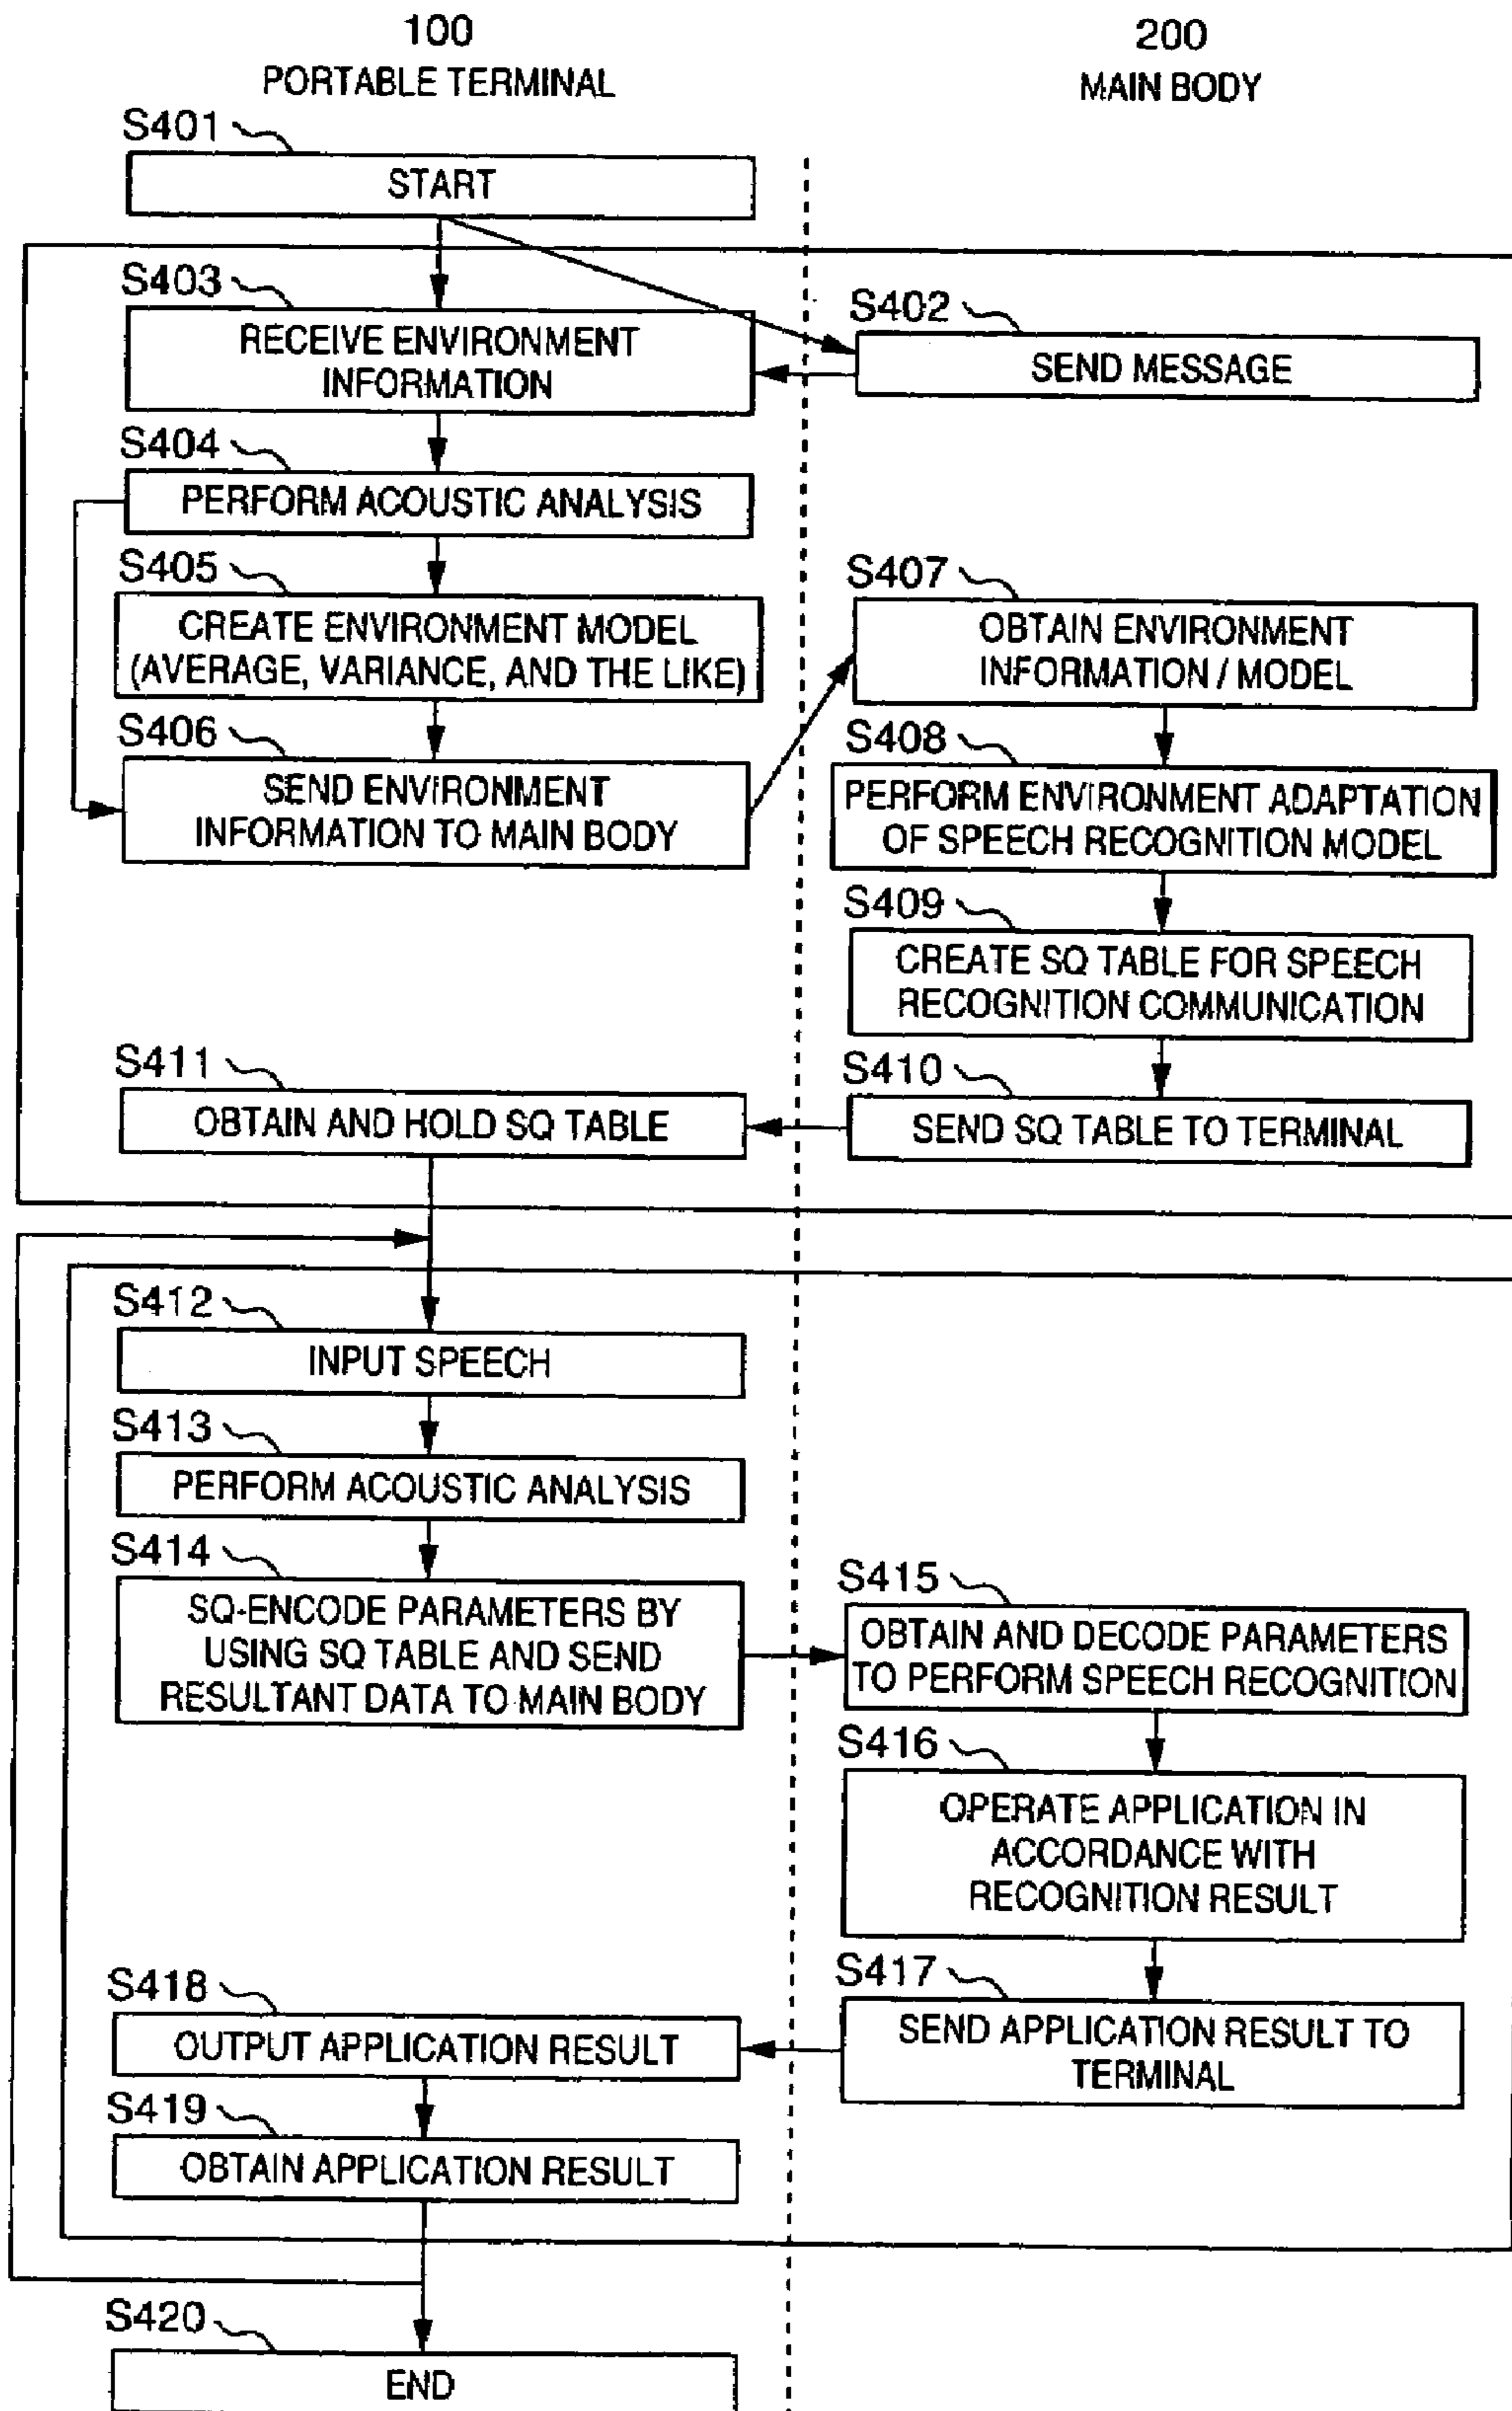 100
PORTABLE TERMINAL
200
MAIN BODY
S401
START
S403
RECEIVE ENVIRONMENT
INFORMATION
S402
SEND MESSAGE
S404
PERFORM ACOUSTIC ANALYSIS
S405
CREATE ENVIRONMENT MODEL
(AVERAGE, VARIANCE, AND THE LIKE)
S406
SEND ENVIRONMENT
INFORMATION TO MAIN BODY
S407
OBTAIN ENVIRONMENT
INFORMATION / MODEL
S408
PERFORM ENVIRONMENT ADAPTATION
OF SPEECH RECOGNITION MODEL
S409
CREATE SQ TABLE FOR SPEECH
RECOGNITION COMMUNICATION
S410
SEND SQ TABLE TO TERMINAL
S411
OBTAIN AND HOLD SQ TABLE
S412
INPUT SPEECH
S413
PERFORM ACOUSTIC ANALYSIS
S414
SQ-ENCODE PARAMETERS BY
USING SQ TABLE AND SEND
RESULTANT DATA TO MAIN BODY
S415
OBTAIN AND DECODE PARAMETERS
TO PERFORM SPEECH RECOGNITION
S416
OPERATE APPLICATION IN
ACCORDANCE WITH
RECOGNITION RESULT
S417
SEND APPLICATION RESULT TO
TERMINAL
S418
OUTPUT APPLICATION RESULT
S419
OBTAIN APPLICATION RESULT
S420
END